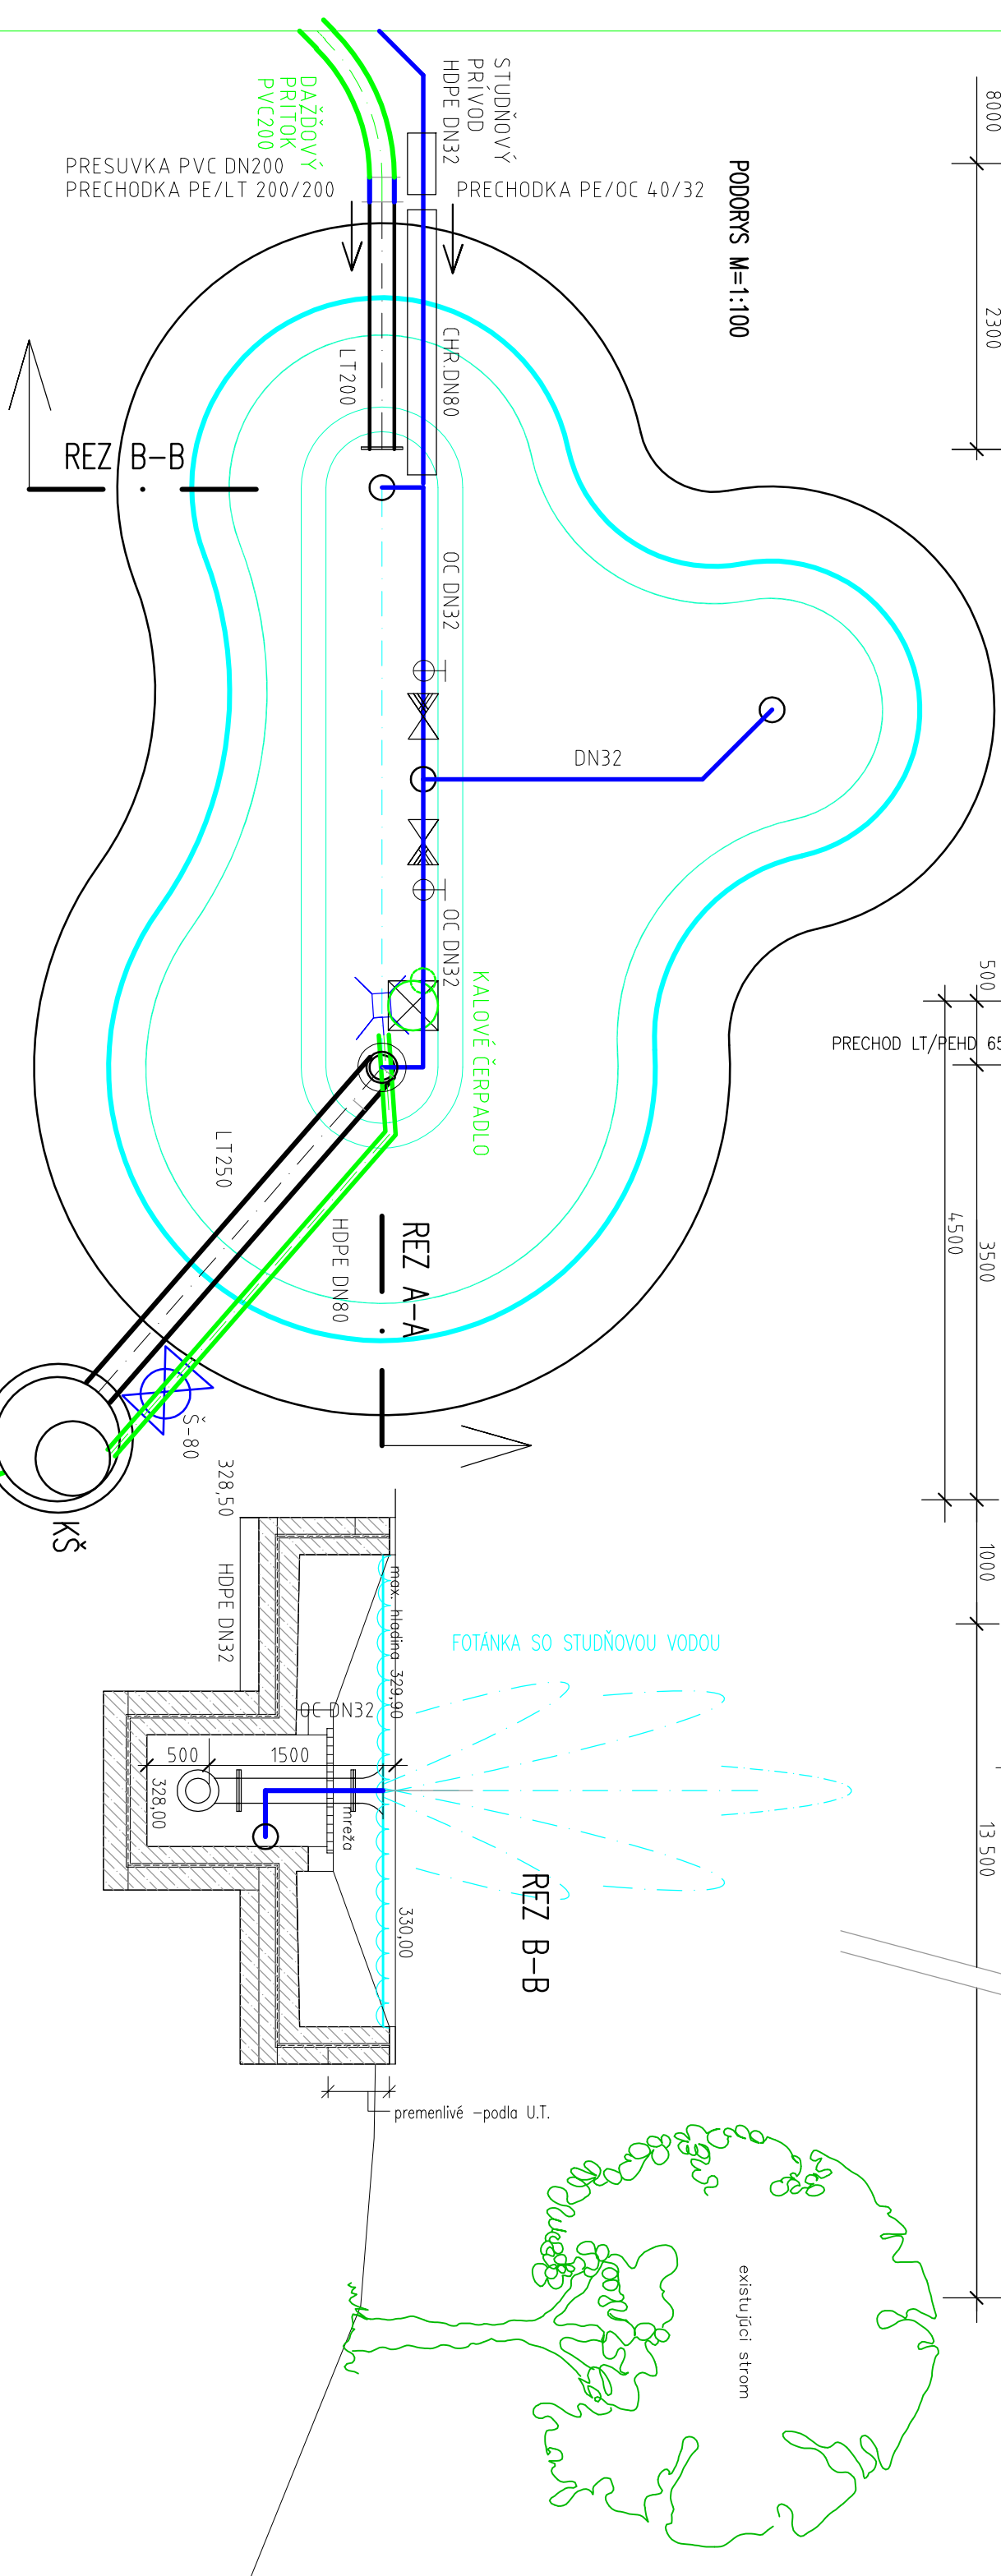 8000
2300
500
4500
3500
1000
13 500
PODORYS M=1:100
STUDŇOVÝ
PRÍVOD
HDPE DN32
DAŽĎOVÝ
PRÍTOK
PVC200
PRESUVKA PVC DN200
PRECHODKA PE/LT 200/200
PRECHODKA PE/OC 40/32
CHR.DN80
LT200
REZ B-B
OC DN32
DN32
OC DN32
KALOVÉ ČERPADLO
PRECHOD LT/PEHD 65
LT250
HDPE DN80
REZ A-A
Š-80
KŠ
328,50
HDPE DN32
max. hladina 329,90
FOTÁNKA SO STUDŇOVOU VODOU
OC DN32
500
1500
328,00
mreža
330,00
REZ B-B
premenlivé -podla U.T.
existujúci strom